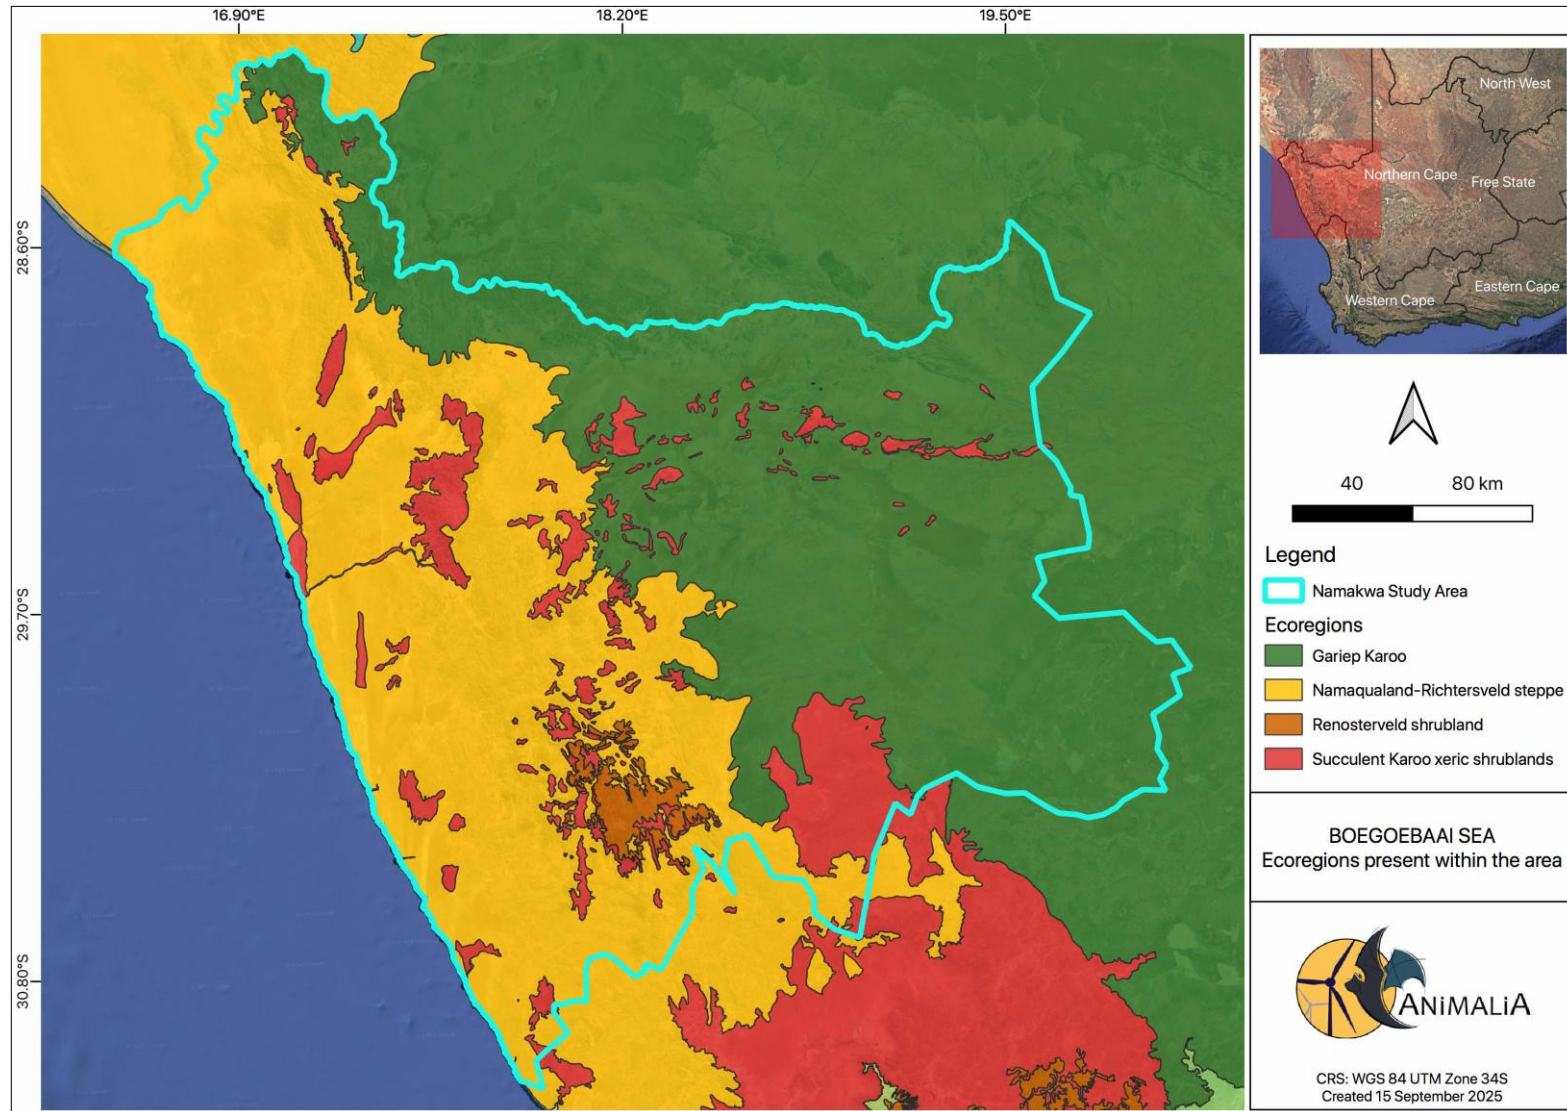 16.90°E
18.20°E
19.50°E
28.60°S
29.70°S
30.80°S
North West
Northern Cape
Free State
Western Cape
Eastern Cape
40
80 km
Legend
Namakwa Study Area
Ecoregions
Gariep Karoo
Namaqualand-Richtersveld steppe
Renosterveld shrubland
Succulent Karoo xeric shrublands
BOEGOEBAAI SEA
Ecoregions present within the area
ANiMALiA
CRS: WGS 84 UTM Zone 34S
Created 15 September 2025